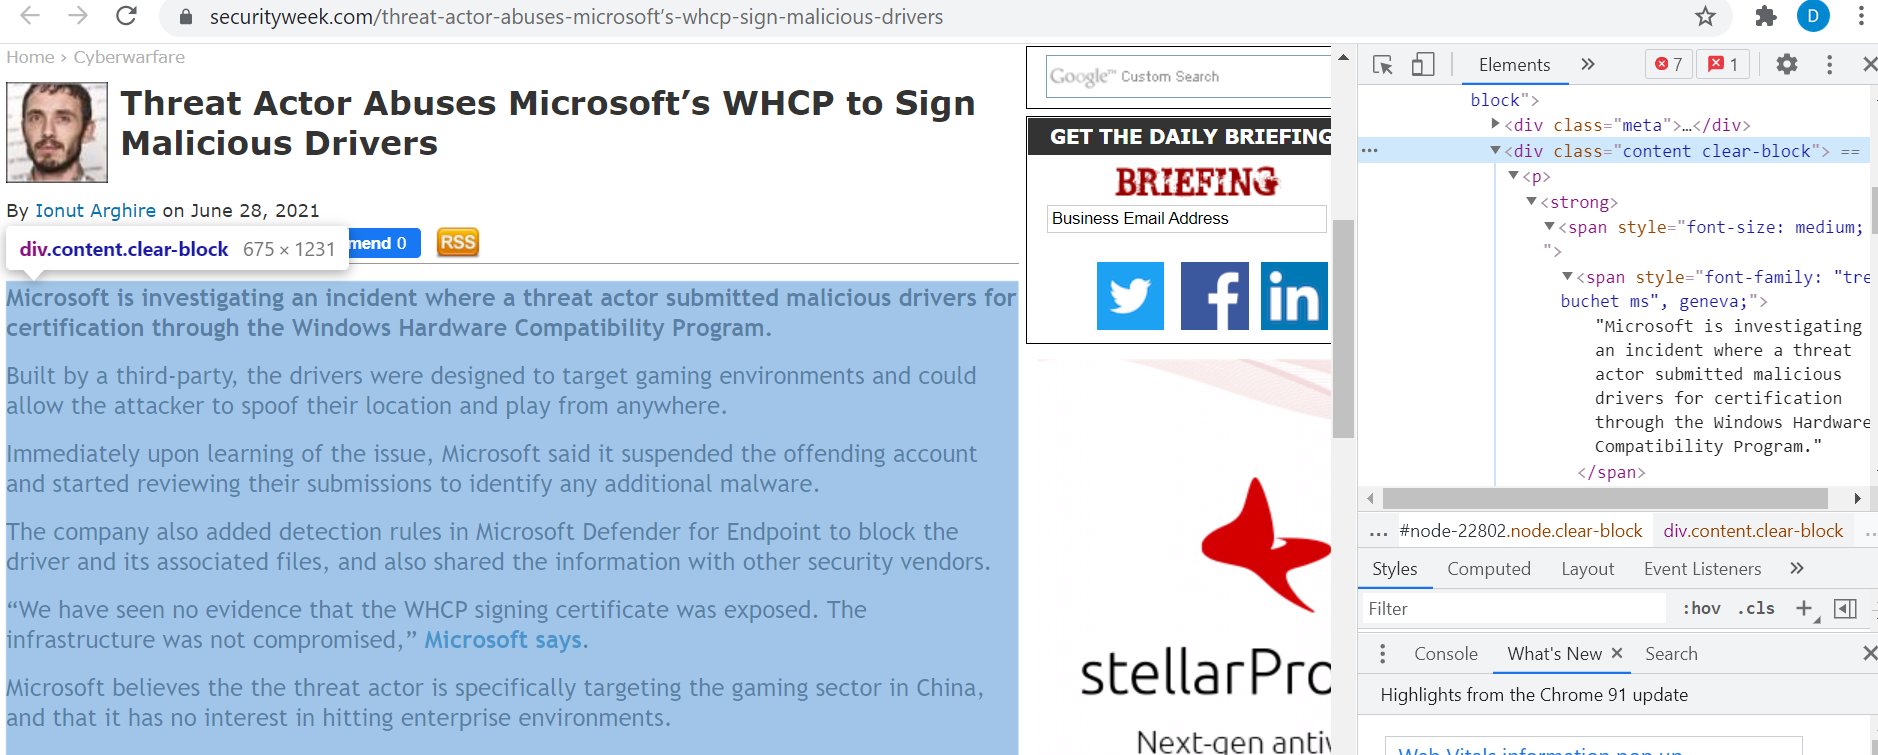 securityweek.com/threat-actor-abuses-microsoft’s-whcp-sign-malicious-drivers
D
Home › Cyberwarfare
Threat Actor Abuses Microsoft’s WHCP to Sign
Malicious Drivers
By Ionut Arghire on June 28, 2021
div.content.clear-block 675 × 1231
mend 0
RSS
Microsoft is investigating an incident where a threat actor submitted malicious drivers for
certification through the Windows Hardware Compatibility Program.
Built by a third-party, the drivers were designed to target gaming environments and could
allow the attacker to spoof their location and play from anywhere.
Immediately upon learning of the issue, Microsoft said it suspended the offending account
and started reviewing their submissions to identify any additional malware.
The company also added detection rules in Microsoft Defender for Endpoint to block the
driver and its associated files, and also shared the information with other security vendors.
“We have seen no evidence that the WHCP signing certificate was exposed. The
infrastructure was not compromised,” Microsoft says.
Microsoft believes the the threat actor is specifically targeting the gaming sector in China,
and that it has no interest in hitting enterprise environments.
Google™ Custom Search
GET THE DAILY BRIEFING
BRIEFING
Business Email Address
in
stellarPro
Next-gen antiv
Elements » 7 1
block">
<div class="meta">…</div>
… <div class="content clear-block"> ==
<p>
<strong>
<span style="font-size: medium;
">
<span style="font-family: "tre
buchet ms", geneva;">
"Microsoft is investigating
an incident where a threat
actor submitted malicious
drivers for certification
through the Windows Hardware
Compatibility Program."
</span>
… #node-22802.node.clear-block div.content.clear-block …
Styles Computed Layout Event Listeners »
Filter :hov .cls +
Console What's New × Search
Highlights from the Chrome 91 update
Web Vitals information pop up